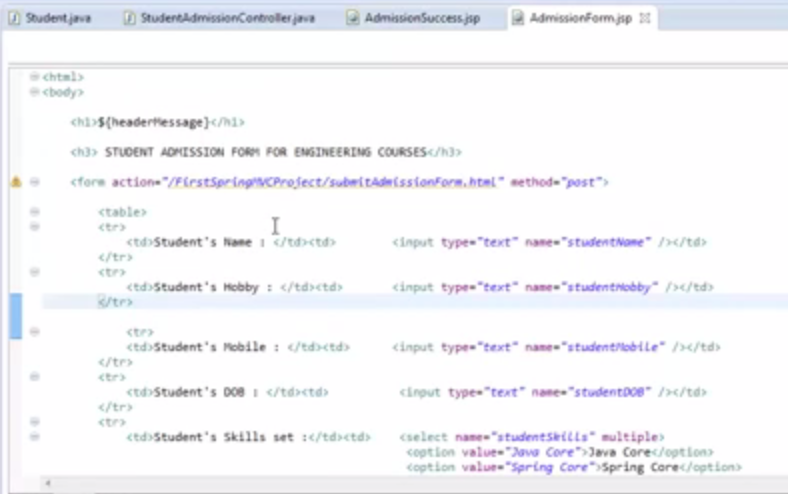 Student.java StudentAdmissionController.java AdmissionSuccess.jsp AdmissionForm.jsp
<html>
<body>
<h1>${headerMessage}</h1>
<h3> STUDENT ADMISSION FORM FOR ENGINEERING COURSES</h3>
<form action="/FirstSpringMVCProject/submitAdmissionForm.html" method="post">
<table>
<tr>
<td>Student's Name : </td><td> <input type="text" name="studentName" /></td>
</tr>
<tr>
<td>Student's Hobby : </td><td> <input type="text" name="studentHobby" /></td>
</tr>
<tr>
<td>Student's Mobile : </td><td> <input type="text" name="studentMobile" /></td>
</tr>
<tr>
<td>Student's DOB : </td><td> <input type="text" name="studentDOB" /></td>
</tr>
<tr>
<td>Student's Skills set :</td><td> <select name="studentSkills" multiple>
<option value="Java Core">Java Core</option>
<option value="Spring Core">Spring Core</option>